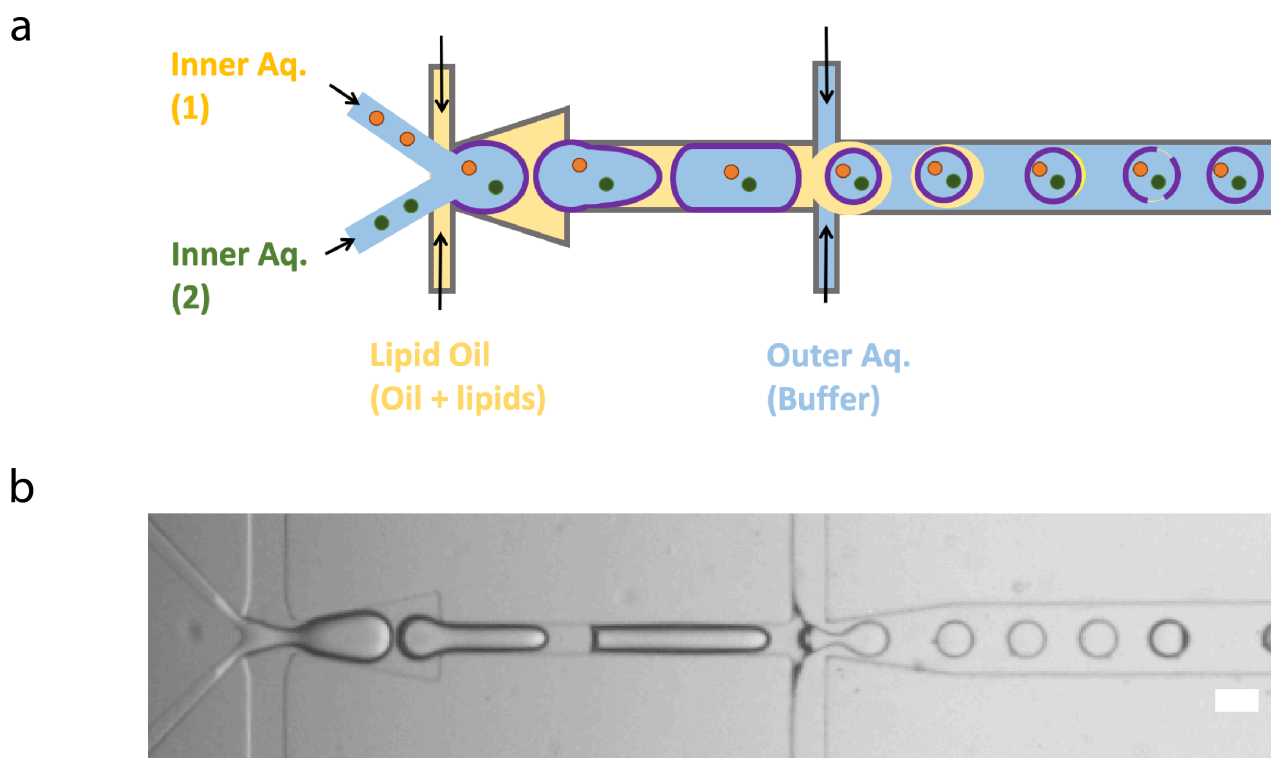 a
Inner Aq.
(1)
Inner Aq.
(2)
Lipid Oil
(Oil + lipids)
Outer Aq.
(Buffer)
b